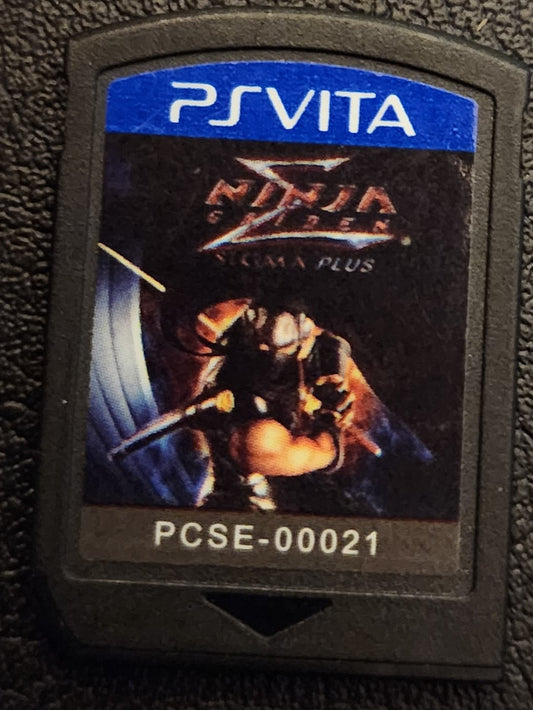 PSVITA
NINJA
GAIDEN
SIGMA PLUS
PCSE-00021